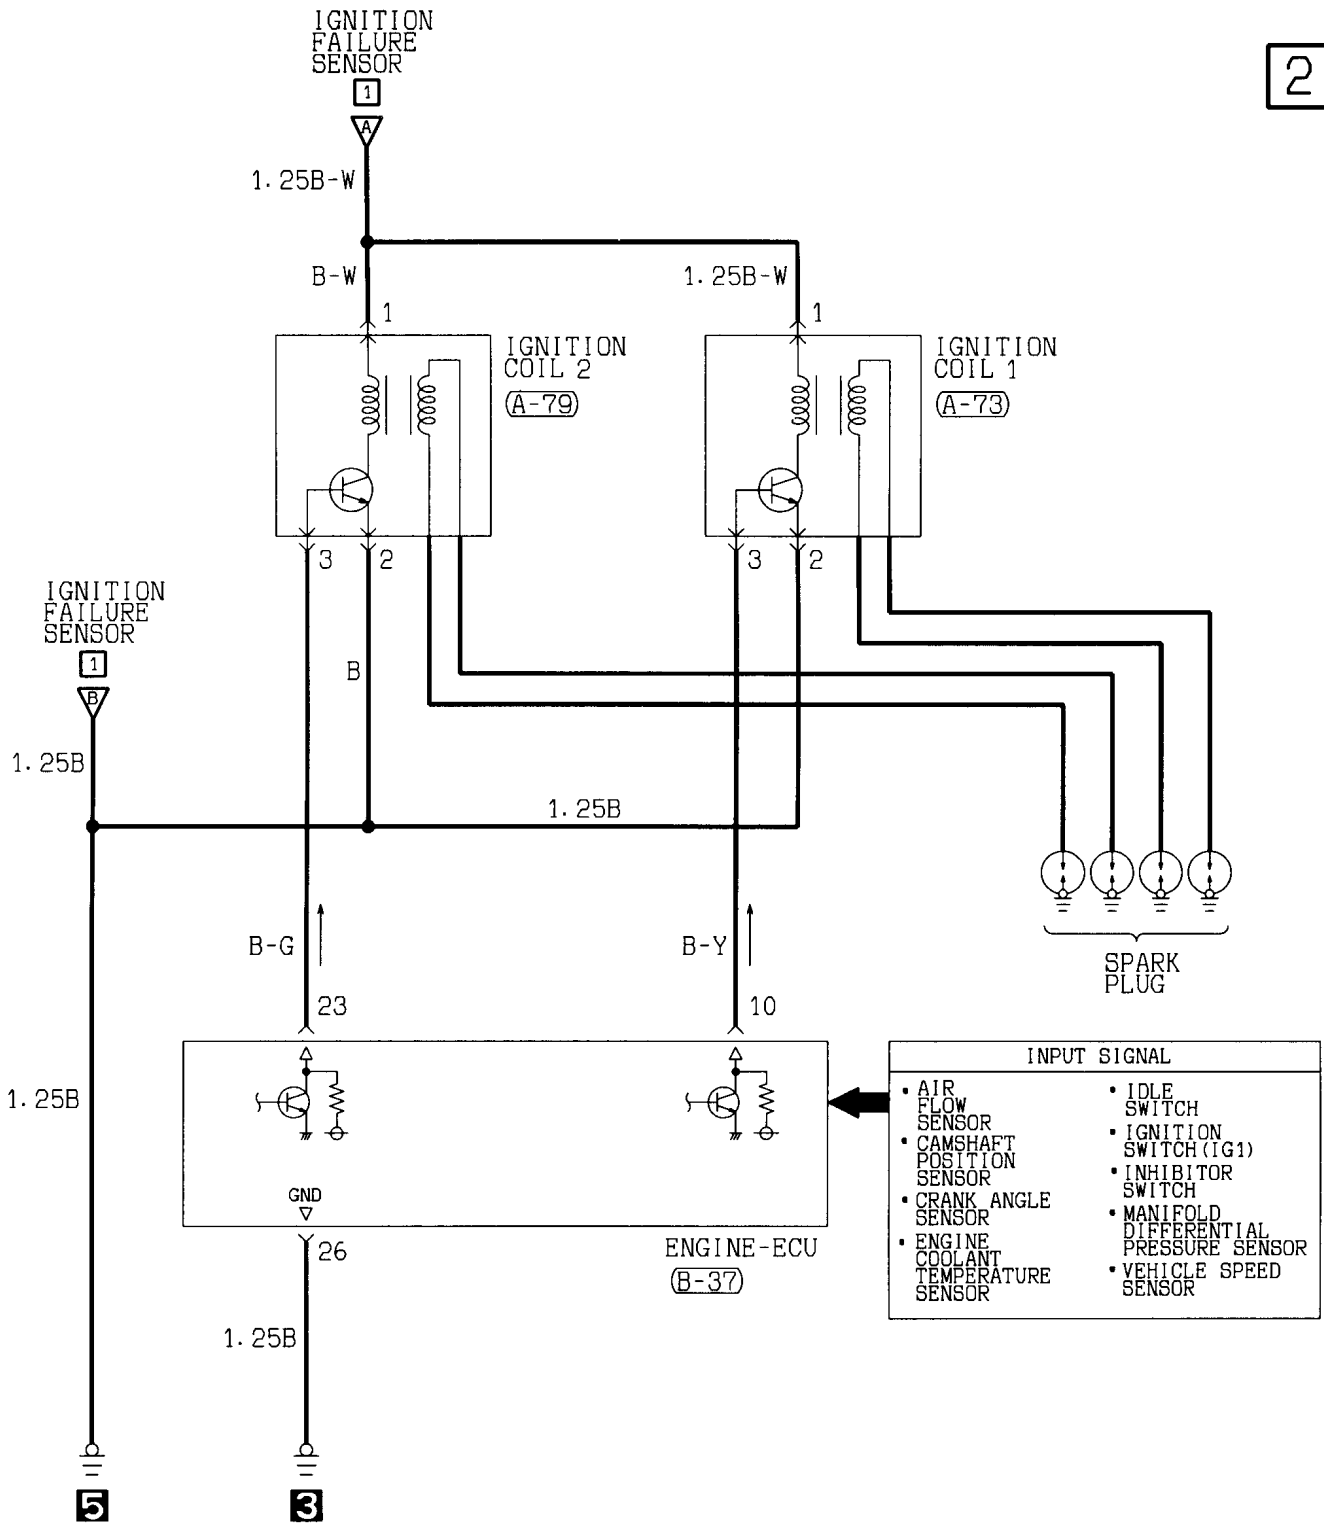 IGNITION
FAILURE
SENSOR
1
A
2
1.25B-W
B-W
1.25B-W
1
1
IGNITION
COIL 2
A-79
IGNITION
COIL 1
A-73
3
2
3
2
IGNITION
FAILURE
SENSOR
1
B
B
1.25B
1.25B
B-G
B-Y
SPARK
PLUG
23
10
1.25B
GND
26
ENGINE-ECU
B-37
INPUT SIGNAL
• AIR
FLOW
SENSOR
• CAMSHAFT
POSITION
SENSOR
• CRANK ANGLE
SENSOR
• ENGINE
COOLANT
TEMPERATURE
SENSOR
• IDLE
SWITCH
• IGNITION
SWITCH(IG1)
• INHIBITOR
SWITCH
• MANIFOLD
DIFFERENTIAL
PRESSURE SENSOR
• VEHICLE SPEED
SENSOR
1.25B
5
3